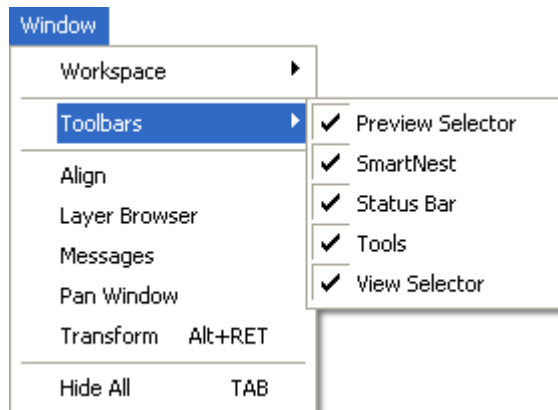 Window
Workspace
Toolbars
Preview Selector
SmartNest
Status Bar
Tools
View Selector
Align
Layer Browser
Messages
Pan Window
Transform Alt+RET
Hide All TAB